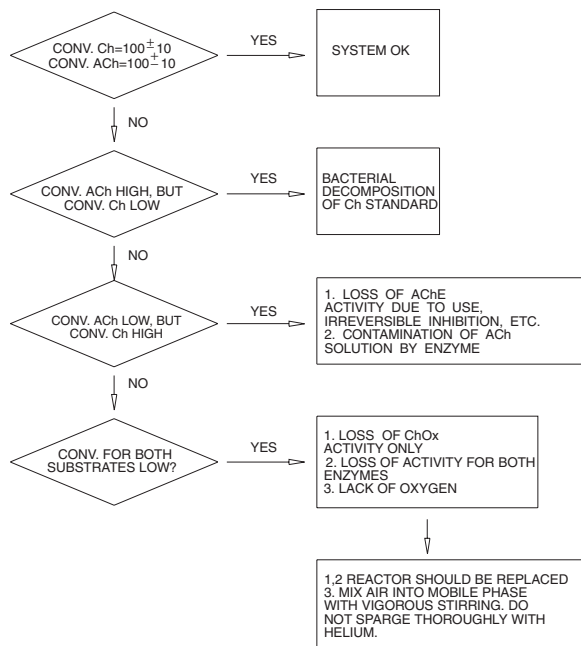 CONV. Ch=100±10
CONV. ACh=100±10
YES
SYSTEM OK
NO
CONV. ACh HIGH, BUT
CONV. Ch LOW
YES
BACTERIAL
DECOMPOSITION
OF Ch STANDARD
NO
CONV. ACh LOW, BUT
CONV. Ch HIGH
YES
1. LOSS OF AChE
ACTIVITY DUE TO USE,
IRREVERSIBLE INHIBITION, ETC.
2. CONTAMINATION OF ACh
SOLUTION BY ENZYME
NO
CONV. FOR BOTH
SUBSTRATES LOW?
YES
1. LOSS OF ChOx
ACTIVITY ONLY
2. LOSS OF ACTIVITY FOR BOTH
ENZYMES
3. LACK OF OXYGEN
1,2 REACTOR SHOULD BE REPLACED
3. MIX AIR INTO MOBILE PHASE
WITH VIGOROUS STIRRING. DO
NOT SPARGE THOROUGHLY WITH
HELIUM.